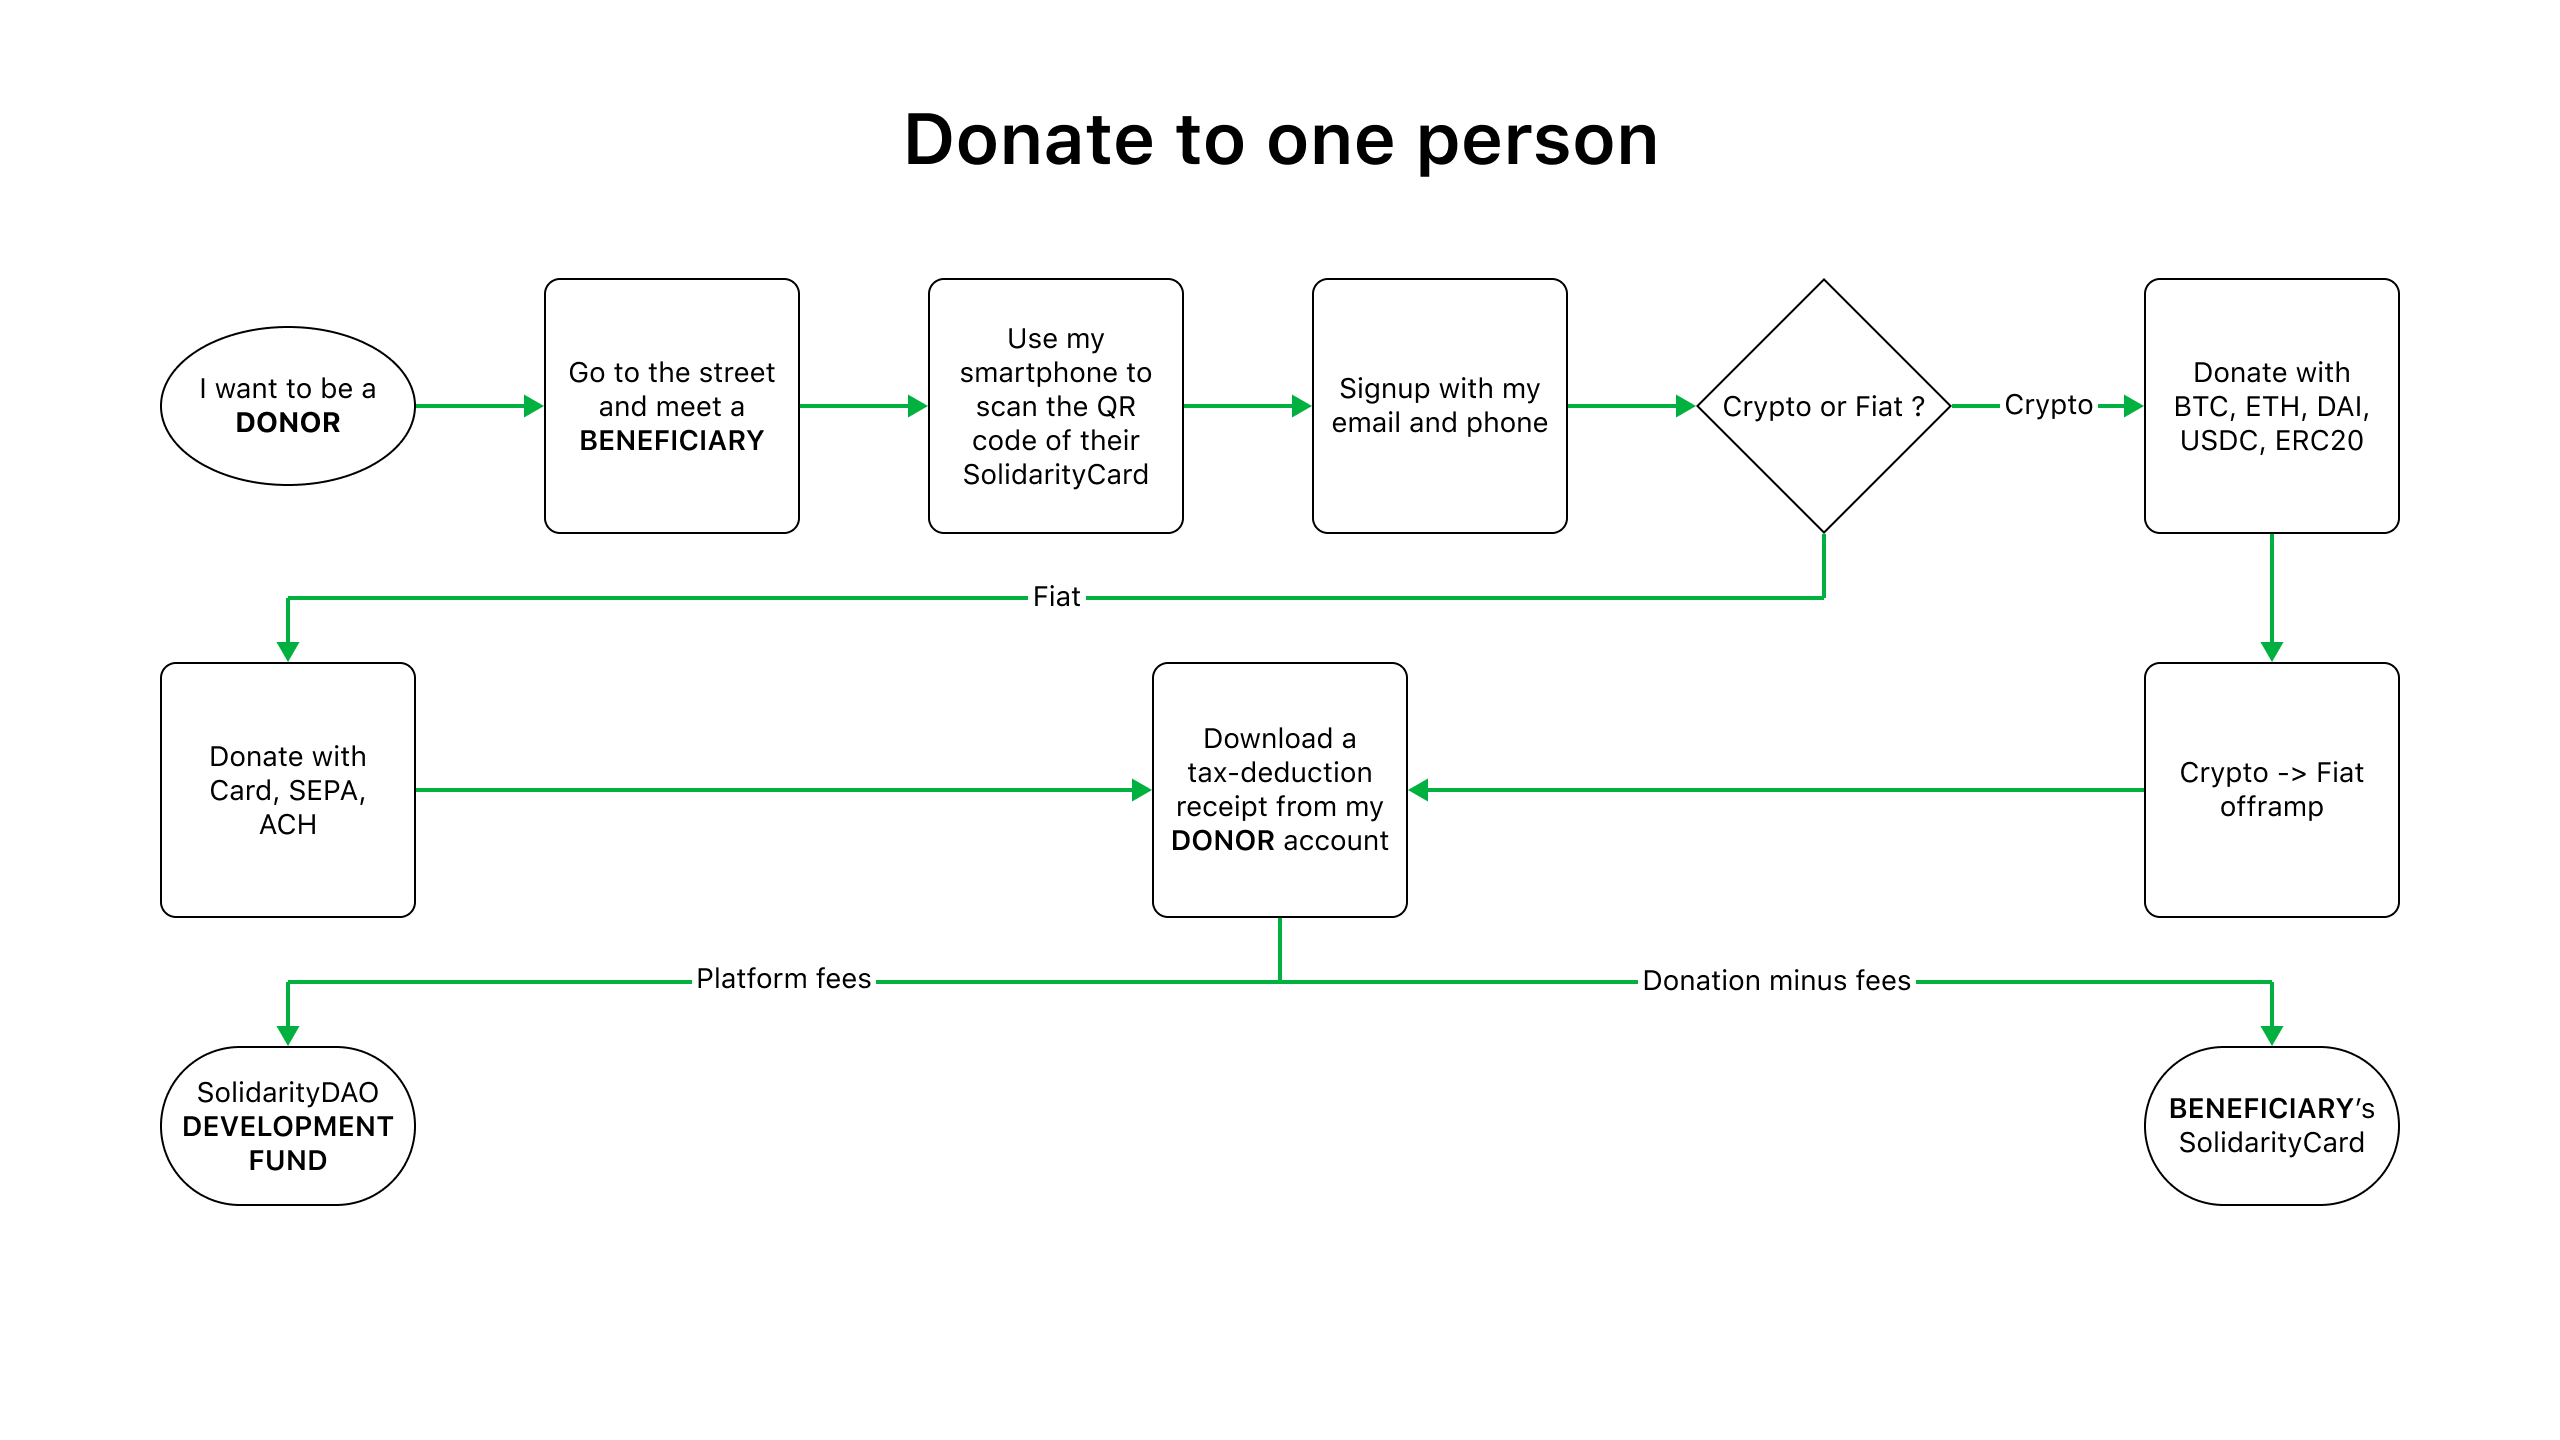 Donate to one person
I want to be a
DONOR
Go to the street
and meet a
BENEFICIARY
Use my
smartphone to
scan the QR
code of their
SolidarityCard
Signup with my
email and phone
Crypto or Fiat ?
Crypto
Donate with
BTC, ETH, DAI,
USDC, ERC20
Fiat
Donate with
Card, SEPA,
ACH
Download a
tax-deduction
receipt from my
DONOR account
Crypto -> Fiat
offramp
Platform fees
Donation minus fees
SolidarityDAO
DEVELOPMENT
FUND
BENEFICIARY’s
SolidarityCard